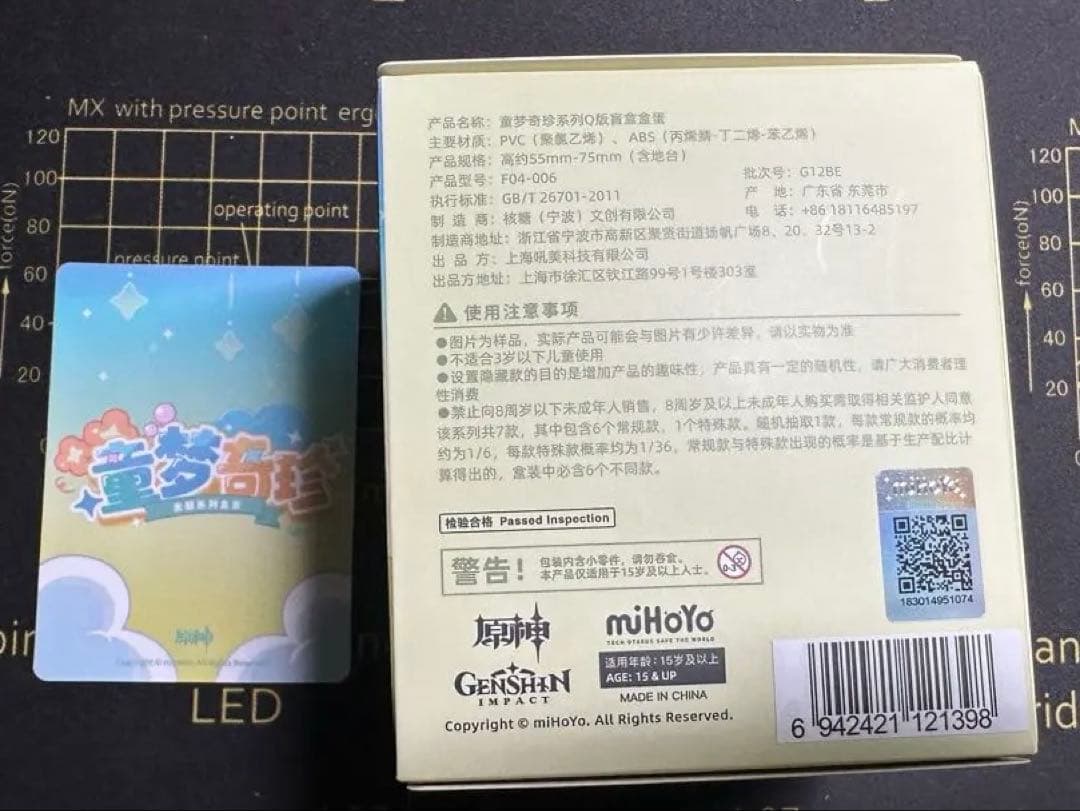 MX with pressure point erg
120
100
operating point
80
pressure point
force(oN)
60
40
20
童梦奇珍
原神
LED
产品名称：童梦奇珍系列Q版盲盒盒蛋
主要材质：PVC（聚氯乙烯）、ABS（丙烯腈-丁二烯-苯乙烯）
产品规格：高约55mm-75mm（含地台）
产品型号：F04-006
批次号：G12BE
执行标准：GB/T 26701-2011
产 地：广东省 东莞市
制 造 商：核糖（宁波）文创有限公司
电 话：+86 18116485197
制造商地址：浙江省宁波市高新区聚贤街道扬帆广场8、20、32号13-2
出 品 方：上海吼美科技有限公司
出品方地址：上海市徐汇区钦江路99号1号楼303室
使用注意事项
●图片为样品，实际产品可能会与图片有少许差异，请以实物为准
●不适合3岁以下儿童使用
●设置隐藏款的目的是增加产品的趣味性，产品具有一定的随机性，请广大消费者理
性消费
●禁止向8周岁以下未成年人销售，8周岁及以上未成年人购买需取得相关监护人同意
该系列共7款，其中包含6个常规款，1个特殊款。随机抽取1款，每款常规款的概率均
约为1/6，每款特殊款概率均为1/36，常规款与特殊款出现的概率是基于生产配比计
算得出的，盒装中必含6个不同款。
检验合格 Passed Inspection
警告！
包装内含小零件，请勿吞食。
本产品仅适用于15岁及以上人士。
0-3
183014951074
原神
GENSHIN
IMPACT
miHoYo
TECH OTAKUS SAVE THE WORLD
适用年龄：15岁及以上
AGE: 15 & UP
MADE IN CHINA
Copyright © miHoYo. All Rights Reserved.
6 942421 121398
120
100
80
60
40
20
force(oN)